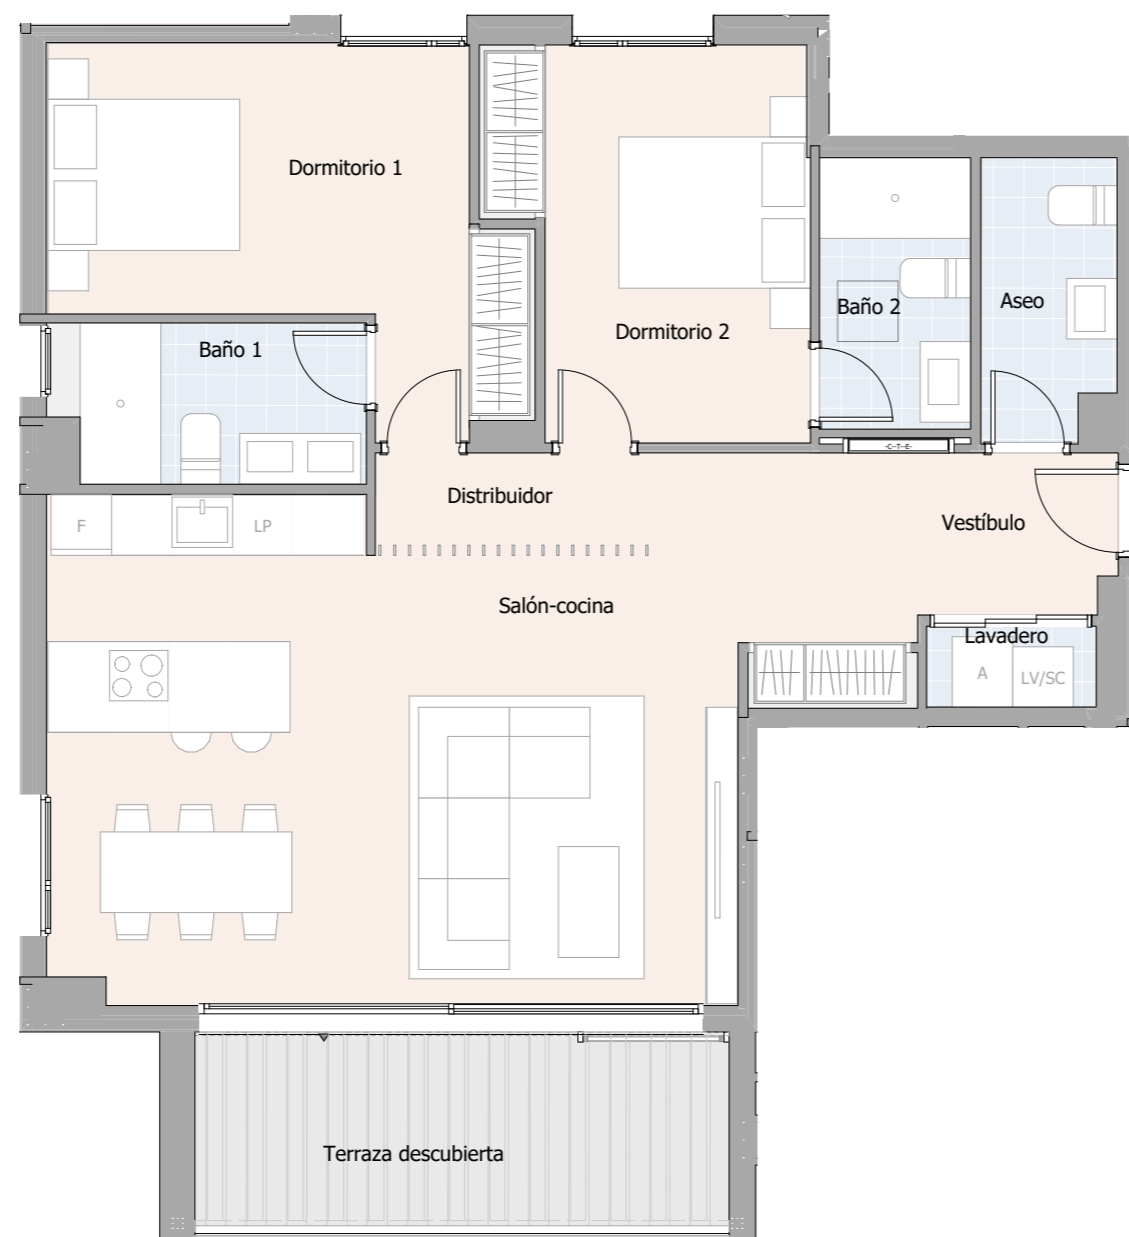 Dormitorio 1
Dormitorio 2
Baño 2
Aseo
Baño 1
-C-T-E-
Distribuidor
F
LP
Vestíbulo
Salón-cocina
Lavadero
A
LV/SC
Terraza descubierta